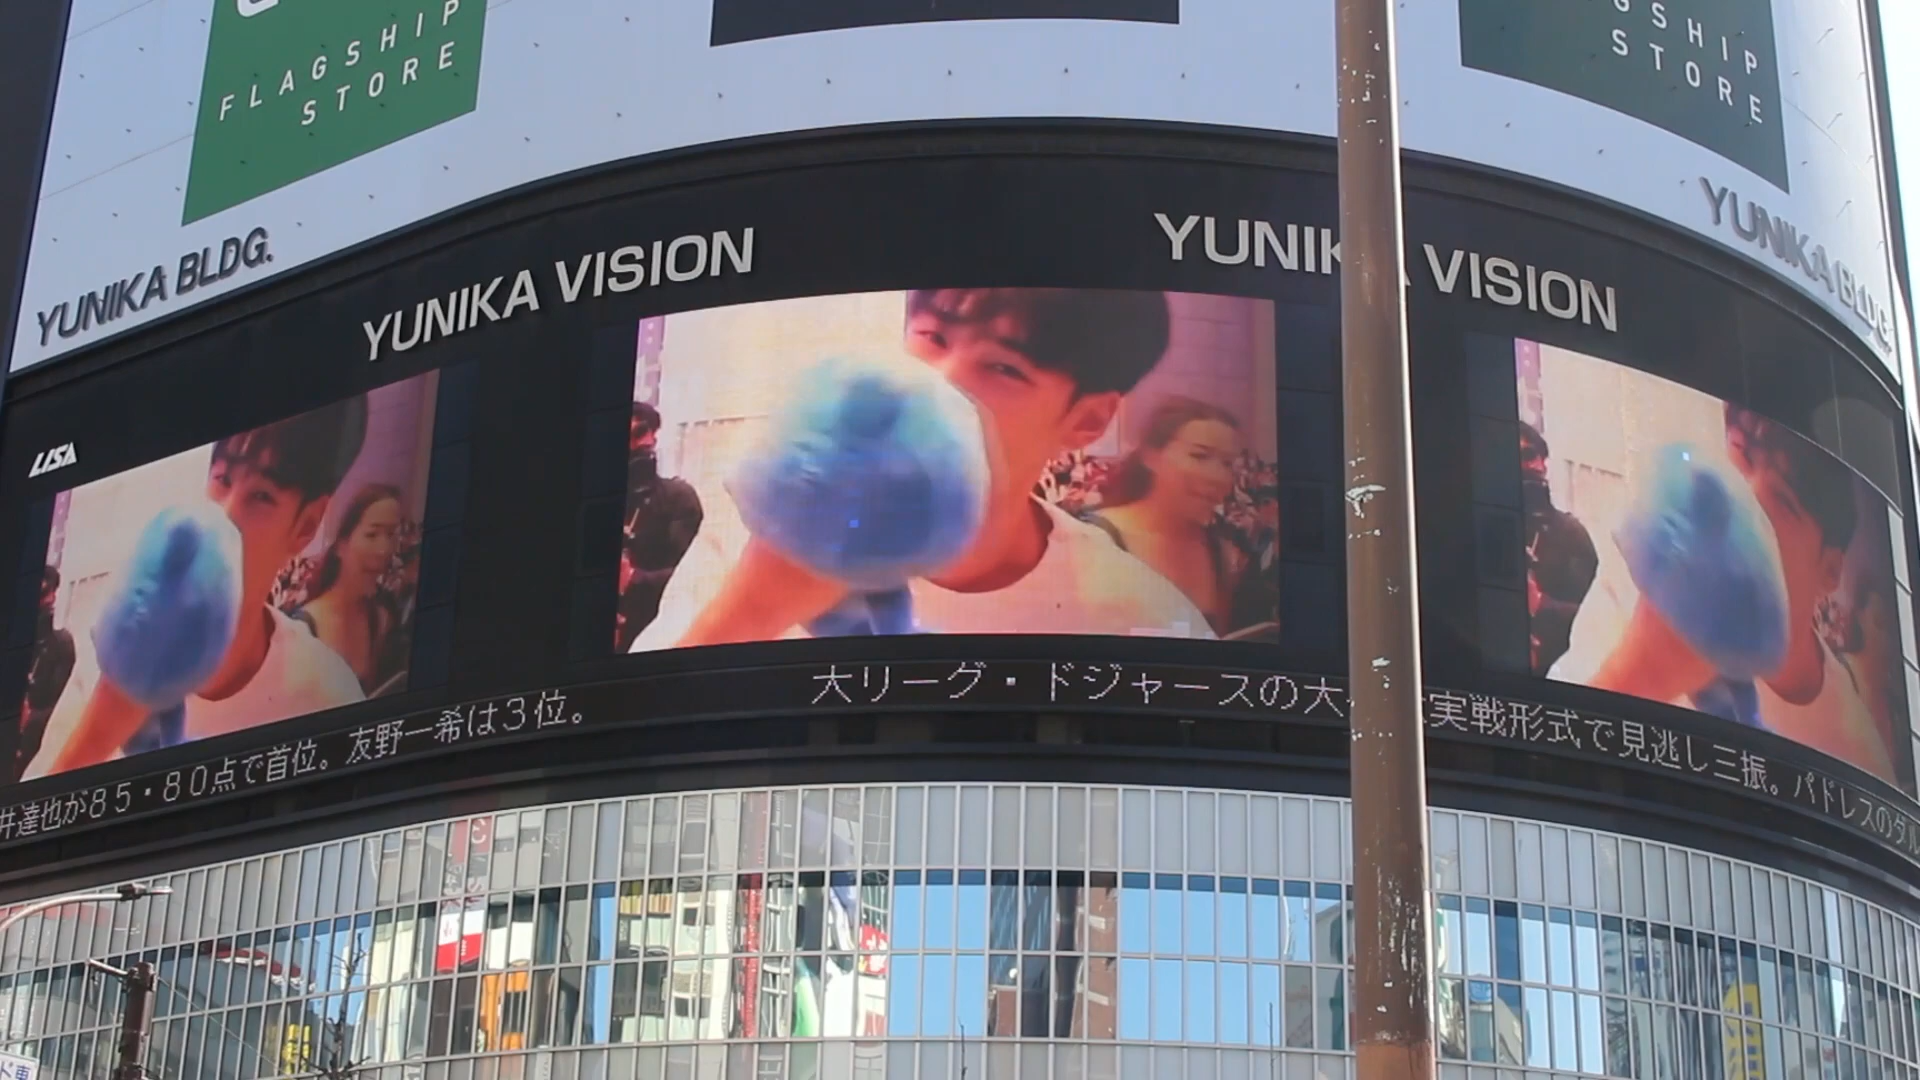 FLAGSHIP
STORE
GSHIP
STORE
YUNIKA BLDG.
YUNIKA VISION
YUNIK VISION
YUNIKA BLDG.
LISA
井達也が85・80点で首位。友野一希は3位。
大リーグ・ドジャースの大 実戦形式で見逃し三振。パドレスのダル